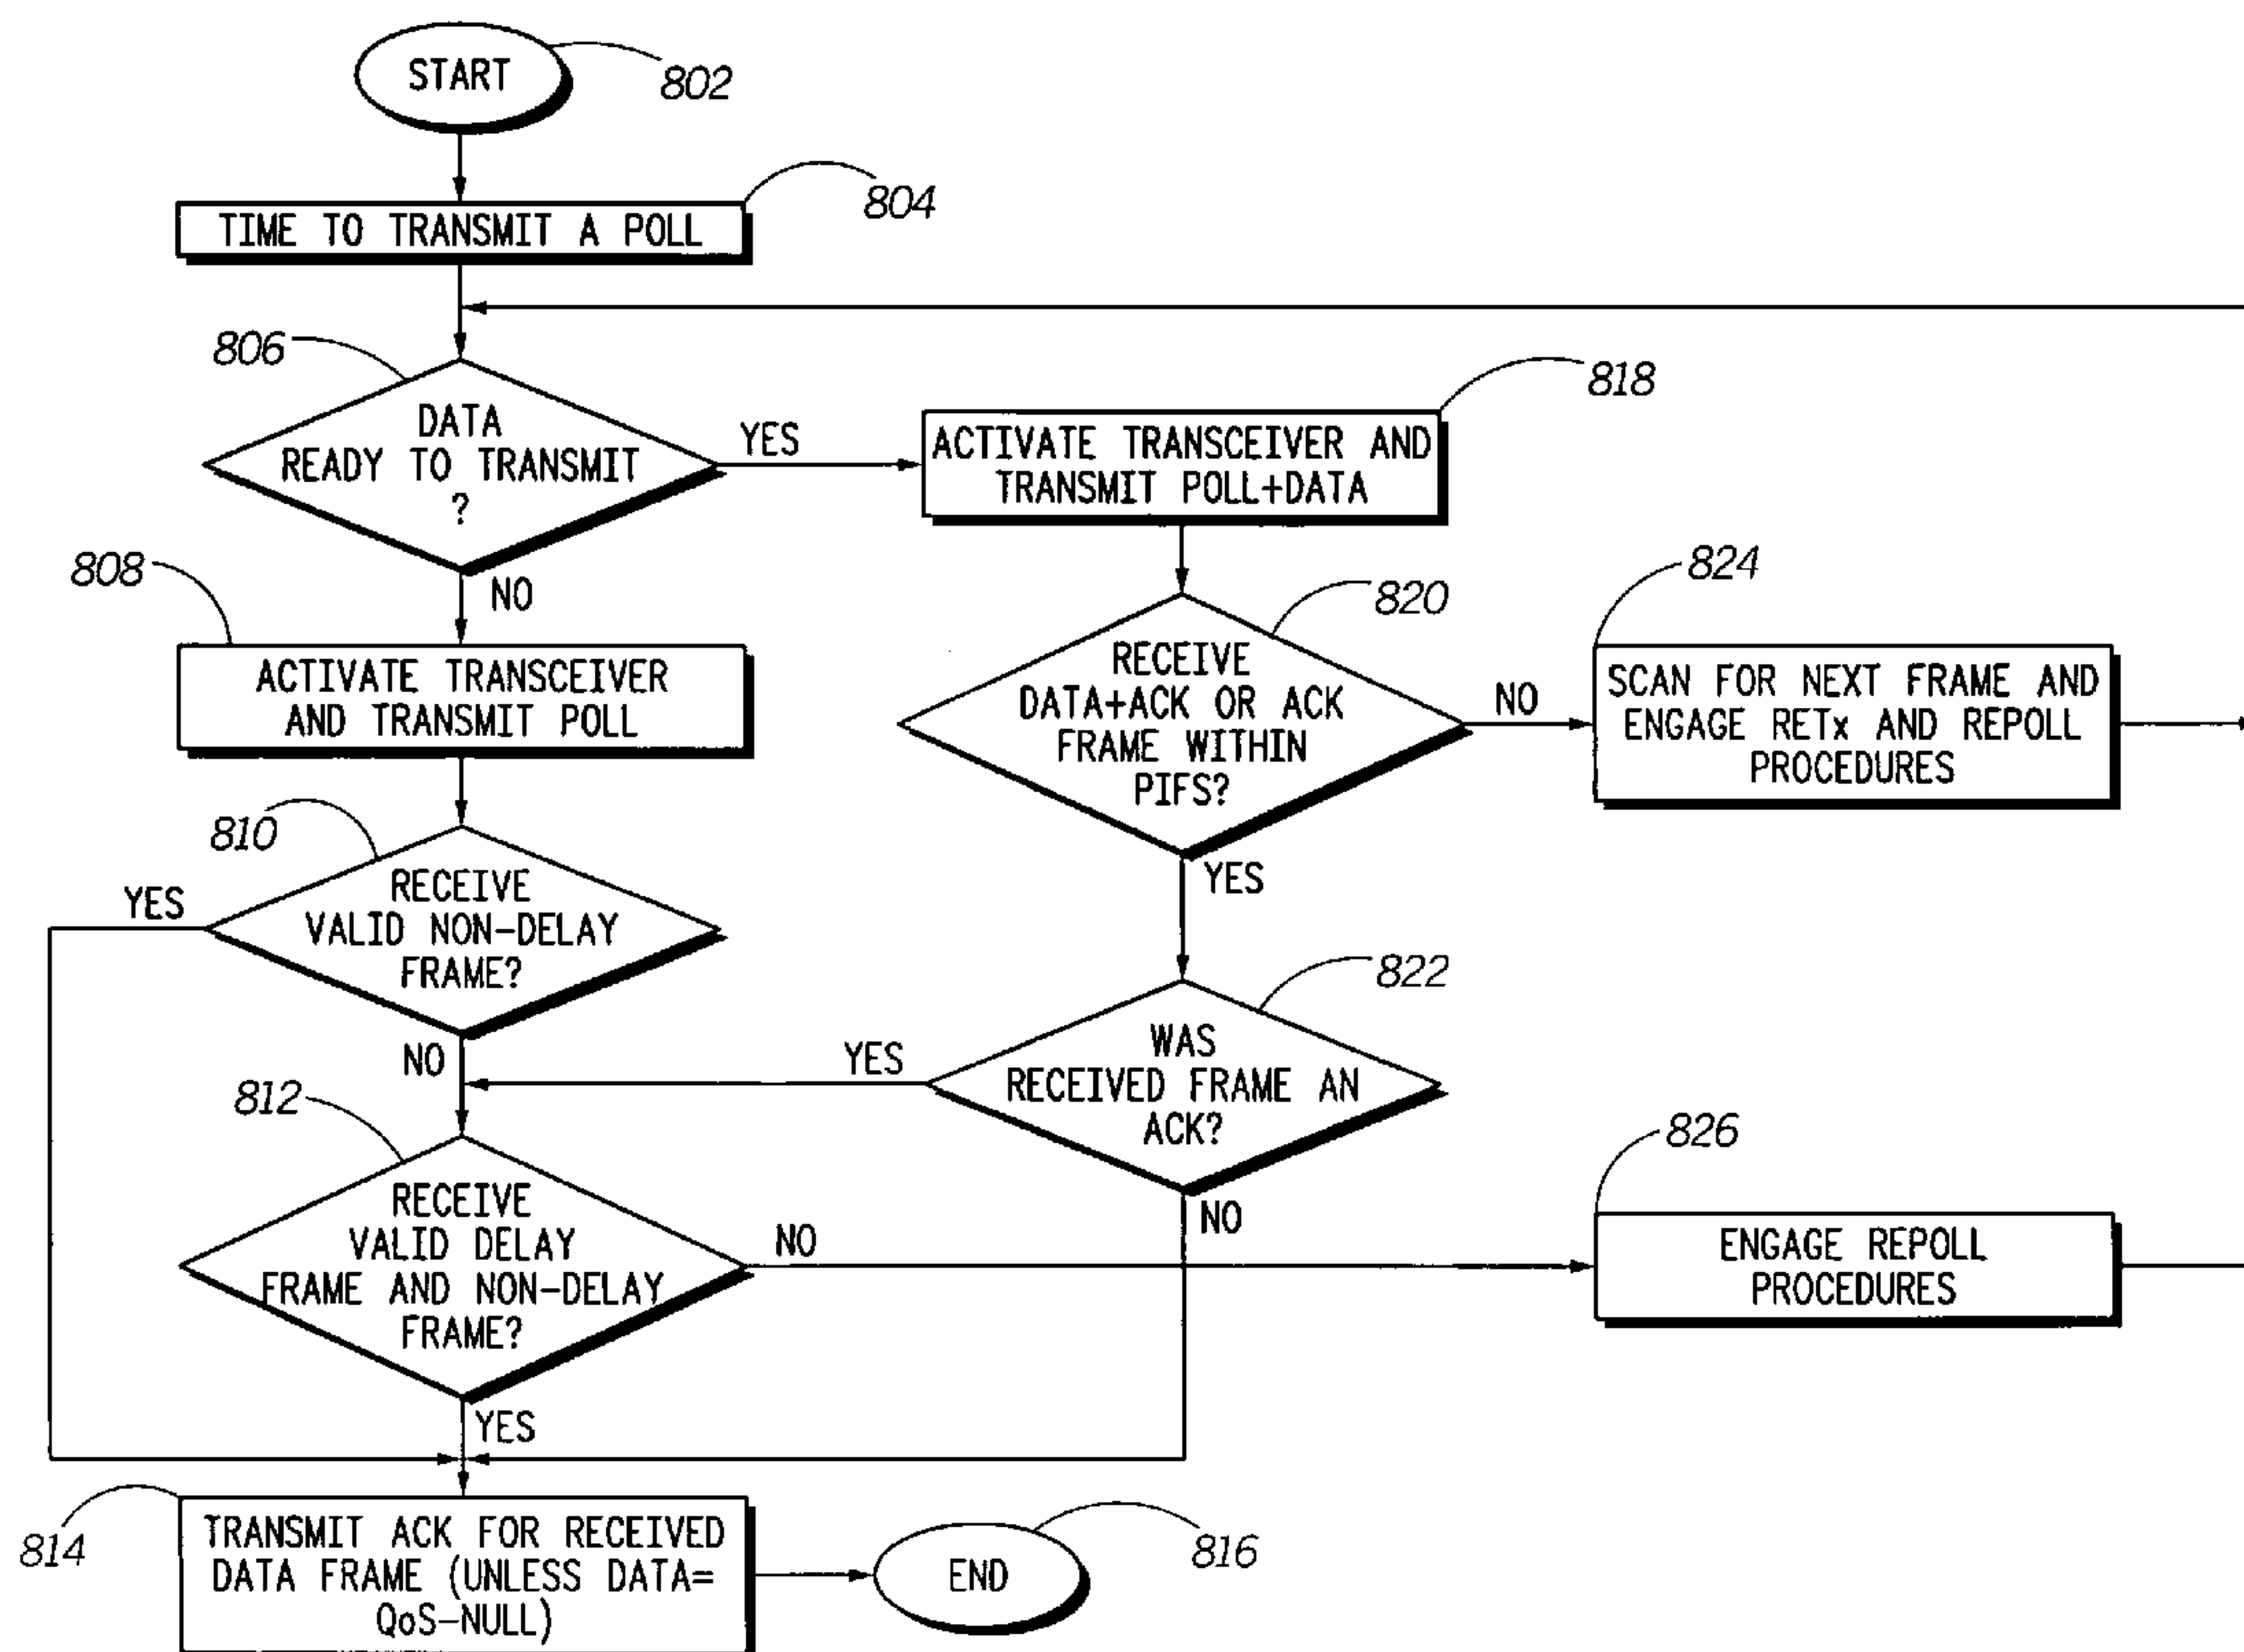 START
802
TIME TO TRANSMIT A POLL
804
806
DATA
READY TO TRANSMIT
?
YES
NO
818
ACTIVATE TRANSCEIVER AND
TRANSMIT POLL+DATA
808
ACTIVATE TRANSCEIVER
AND TRANSMIT POLL
820
RECEIVE
DATA+ACK OR ACK
FRAME WITHIN
PIFS?
NO
YES
824
SCAN FOR NEXT FRAME AND
ENGAGE RETx AND REPOLL
PROCEDURES
810
RECEIVE
VALID NON-DELAY
FRAME?
YES
NO
822
WAS
RECEIVED FRAME AN
ACK?
YES
NO
812
RECEIVE
VALID DELAY
FRAME AND NON-DELAY
FRAME?
NO
YES
826
ENGAGE REPOLL
PROCEDURES
814
TRANSMIT ACK FOR RECEIVED
DATA FRAME (UNLESS DATA=
QoS-NULL)
END
816